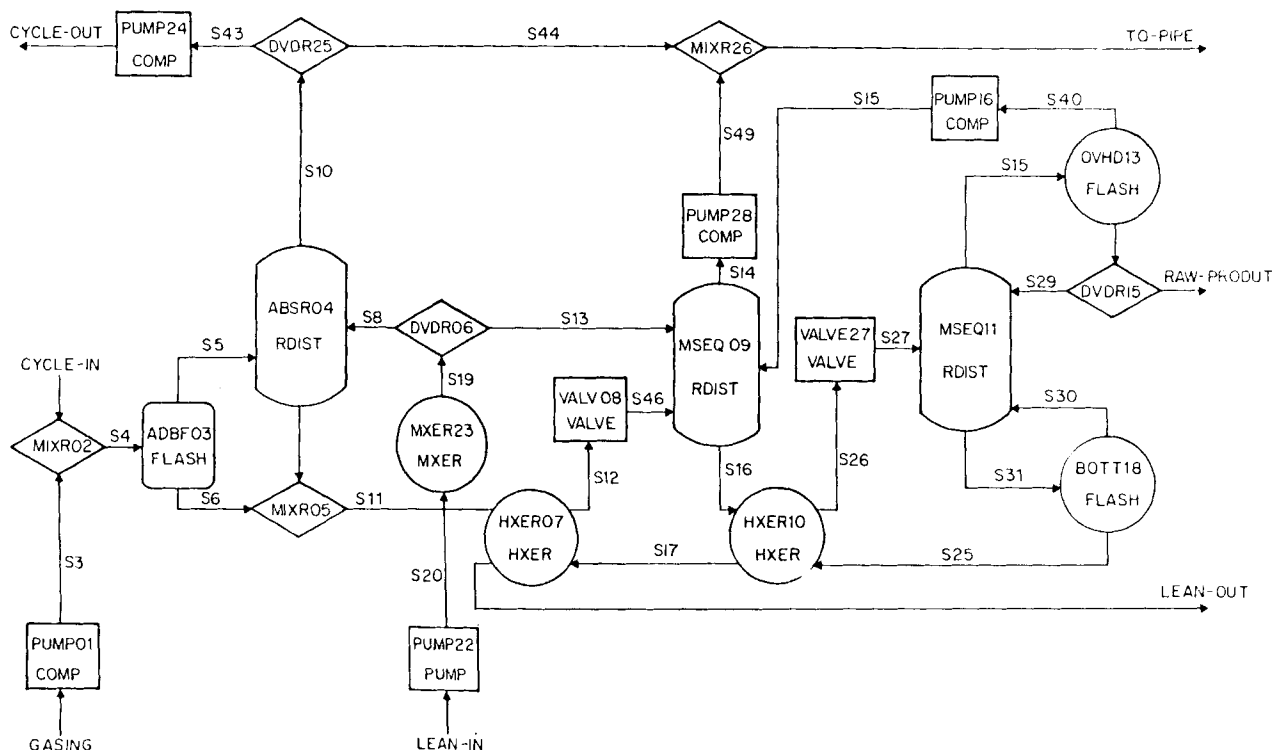 CYCLE-OUT
PUMP24
COMP
S43
DVDR25
S44
MIXR26
TO-PIPE
S15
PUMP16
COMP
S40
S49
OVHD13
FLASH
S15
S10
PUMP28
COMP
S14
ABSR04
RDIST
S8
DVDR06
S13
MSEQ 09
RDIST
VALVE27
VALVE
S27
MSEQ11
RDIST
S29
DVDR15
RAW-PRODUT
CYCLE-IN
S5
S19
VALV 08
VALVE
S46
S30
MIXR02
S4
ADBF03
FLASH
MXER23
MXER
S12
S16
S26
S31
BOTT18
FLASH
S6
MIXR05
S11
HXER07
HXER
S17
HXER10
HXER
S25
S3
S20
LEAN-OUT
PUMP01
COMP
PUMP22
PUMP
GASING
LEAN-IN